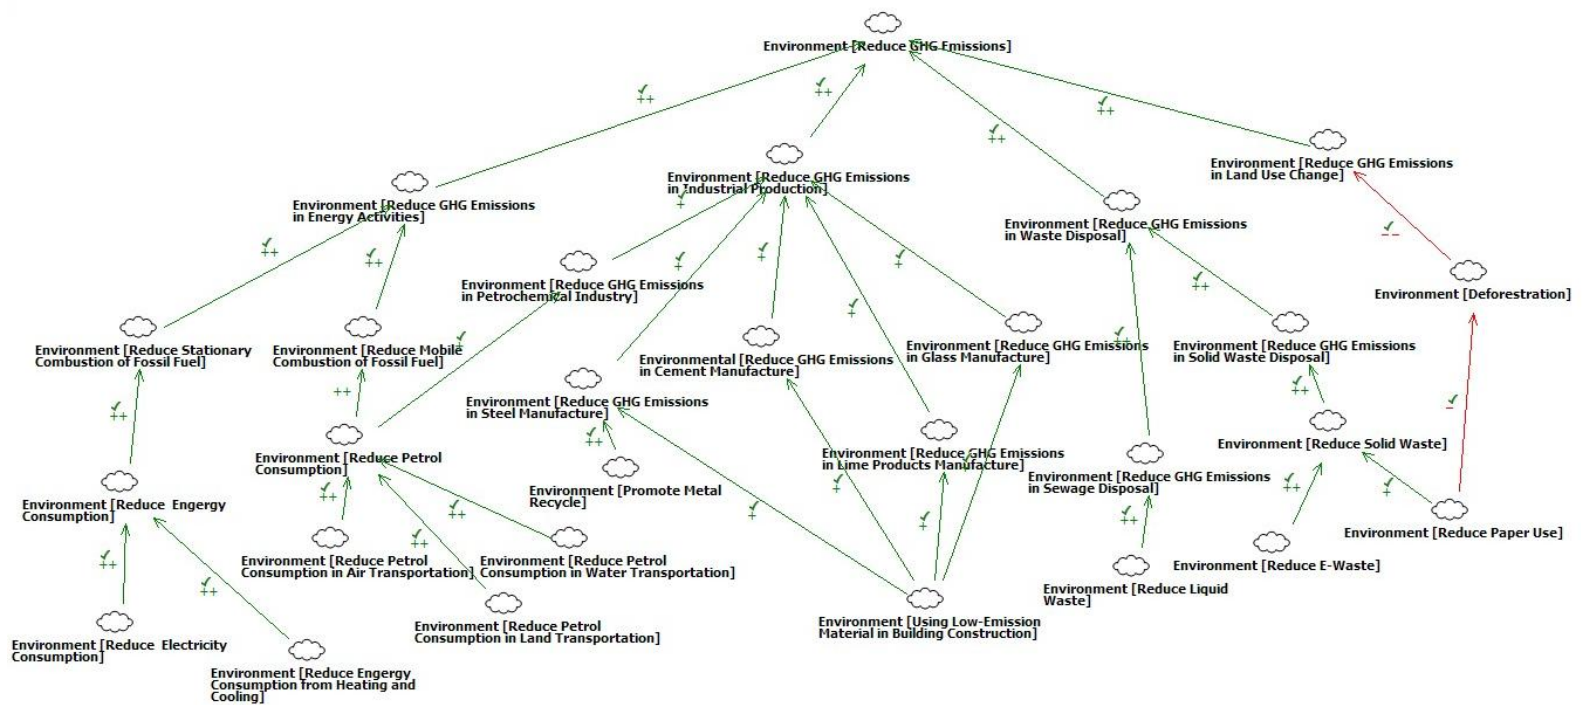 Environment [Reduce GHG Emissions]
++
++
++
++
Environment [Reduce GHG Emissions
in Land Use Change]
Environment [Reduce GHG Emissions
in Industrial Production]
Environment [Reduce GHG Emissions
in Energy Activities]
Environment [Reduce GHG Emissions
in Waste Disposal]
+
+
+
+
+
++
++
++
--
Environment [Reduce GHG Emissions
in Petrochemical Industry]
Environment [Deforestration]
Environment [Reduce Stationary
Combustion of Fossil Fuel]
Environment [Reduce Mobile
Combustion of Fossil Fuel]
Environmental [Reduce GHG Emissions
in Cement Manufacture]
Environment [Reduce GHG Emissions
in Glass Manufacture]
Environment [Reduce GHG Emissions
in Solid Waste Disposal]
+
++
++
++
++
-
Environment [Reduce GHG Emissions
in Steel Manufacture]
++
Environment [Reduce Petrol
Consumption]
Environment [Reduce GHG Emissions
in Lime Products Manufacture]
Environment [Reduce Solid Waste]
Environment [Promote Metal
Recycle]
Environment [Reduce GHG Emissions
in Sewage Disposal]
Environment [Reduce Engergy
Consumption]
++
++
++
+
+
+
+
++
++
+
Environment [Reduce Paper Use]
Environment [Reduce Petrol
Consumption in Air Transportation]
Environment [Reduce Petrol
Consumption in Water Transportation]
Environment [Reduce E-Waste]
++
++
Environment [Reduce Liquid
Waste]
Environment [Reduce Petrol
Consumption in Land Transportation]
Environment [Using Low-Emission
Material in Building Construction]
Environment [Reduce Electricity
Consumption]
Environment [Reduce Engergy
Consumption from Heating and
Cooling]